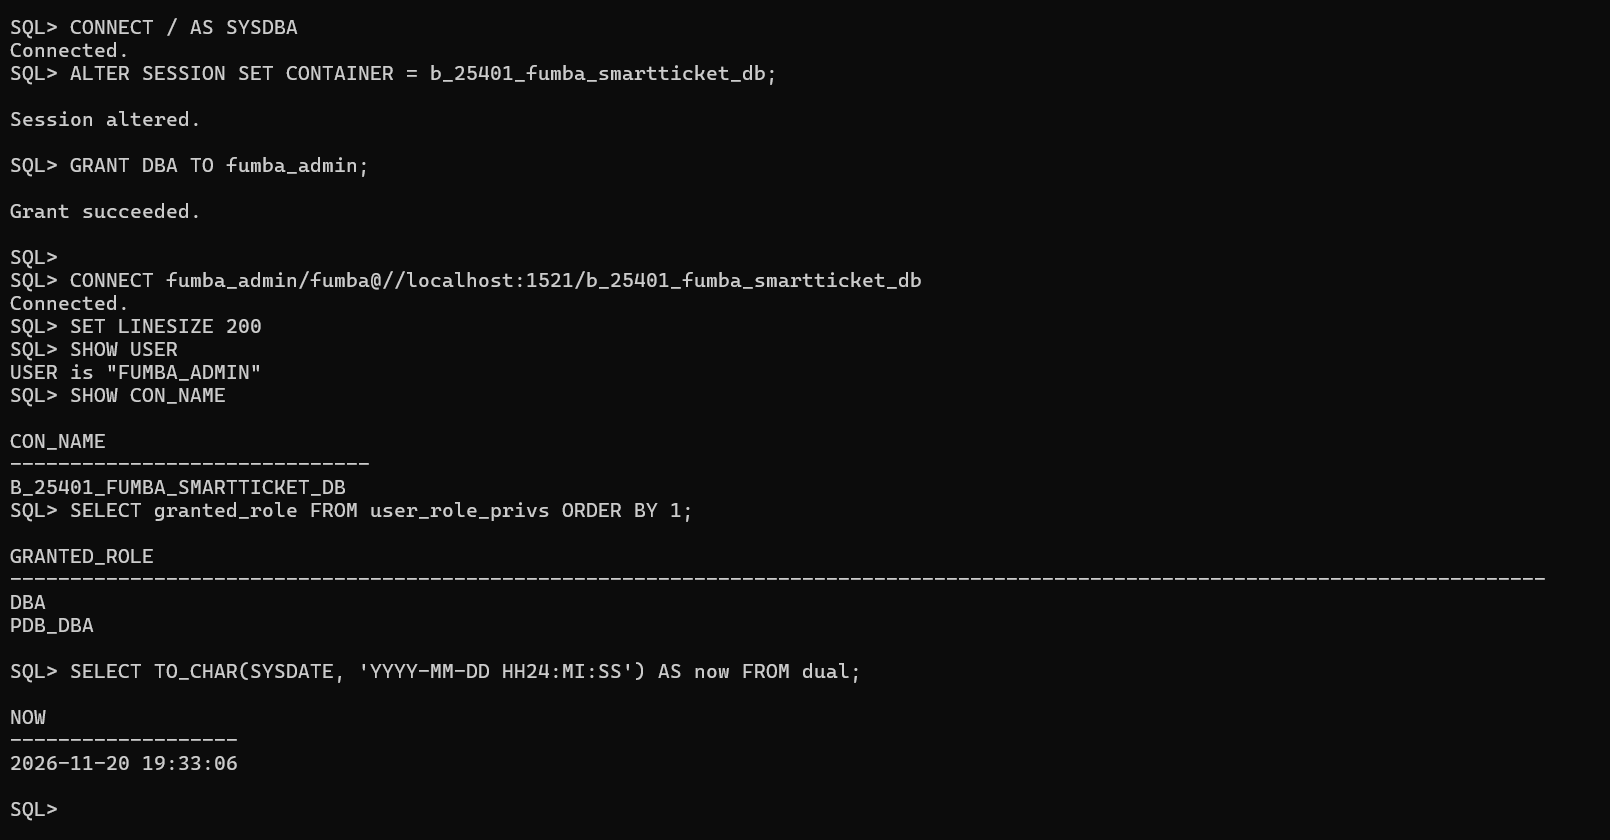 SQL> CONNECT / AS SYSDBA
Connected.
SQL> ALTER SESSION SET CONTAINER = b_25401_fumba_smartticket_db;
Session altered.
SQL> GRANT DBA TO fumba_admin;
Grant succeeded.
SQL>
SQL> CONNECT fumba_admin/fumba@//localhost:1521/b_25401_fumba_smartticket_db
Connected.
SQL> SET LINESIZE 200
SQL> SHOW USER
USER is "FUMBA_ADMIN"
SQL> SHOW CON_NAME
CON_NAME
------------------------------
B_25401_FUMBA_SMARTTICKET_DB
SQL> SELECT granted_role FROM user_role_privs ORDER BY 1;
GRANTED_ROLE
--------------------------------------------------------------------------------------------------------------------------------
DBA
PDB_DBA
SQL> SELECT TO_CHAR(SYSDATE, 'YYYY-MM-DD HH24:MI:SS') AS now FROM dual;
NOW
-------------------
2026-11-20 19:33:06
SQL>